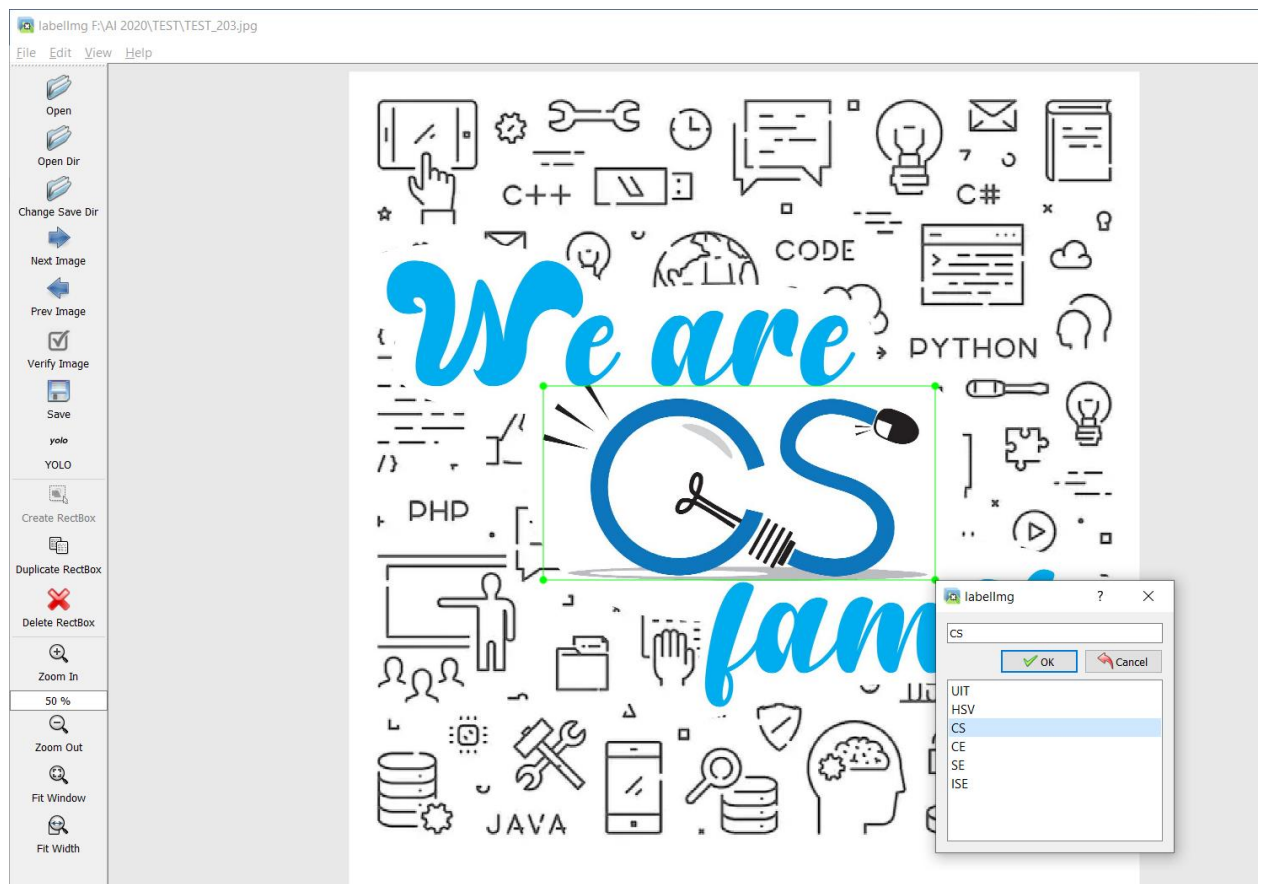 labelImg F:\AI 2020\TEST\TEST_203.jpg
File Edit View Help
Open
Open Dir
Change Save Dir
Next Image
Prev Image
Verify Image
Save
yolo
YOLO
Create RectBox
Duplicate RectBox
Delete RectBox
Zoom In
50 %
Zoom Out
Fit Window
Fit Width
C++
C#
CODE
We are
PYTHON
CS
PHP
JAVA
labelImg ? ×
CS
OK Cancel
UIT
HSV
CS
CE
SE
ISE